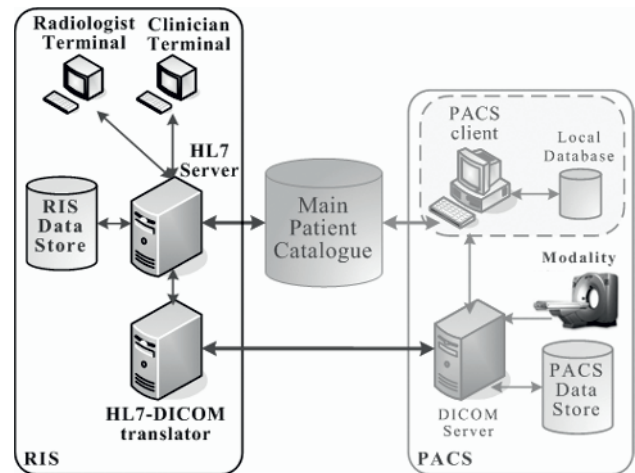 Radiologist
Terminal
Clinician
Terminal
HL7
Server
RIS
Data
Store
HL7-DICOM
translator
RIS
Main
Patient
Catalogue
PACS
client
Local
Database
Modality
DICOM
Server
PACS
Data
Store
PACS